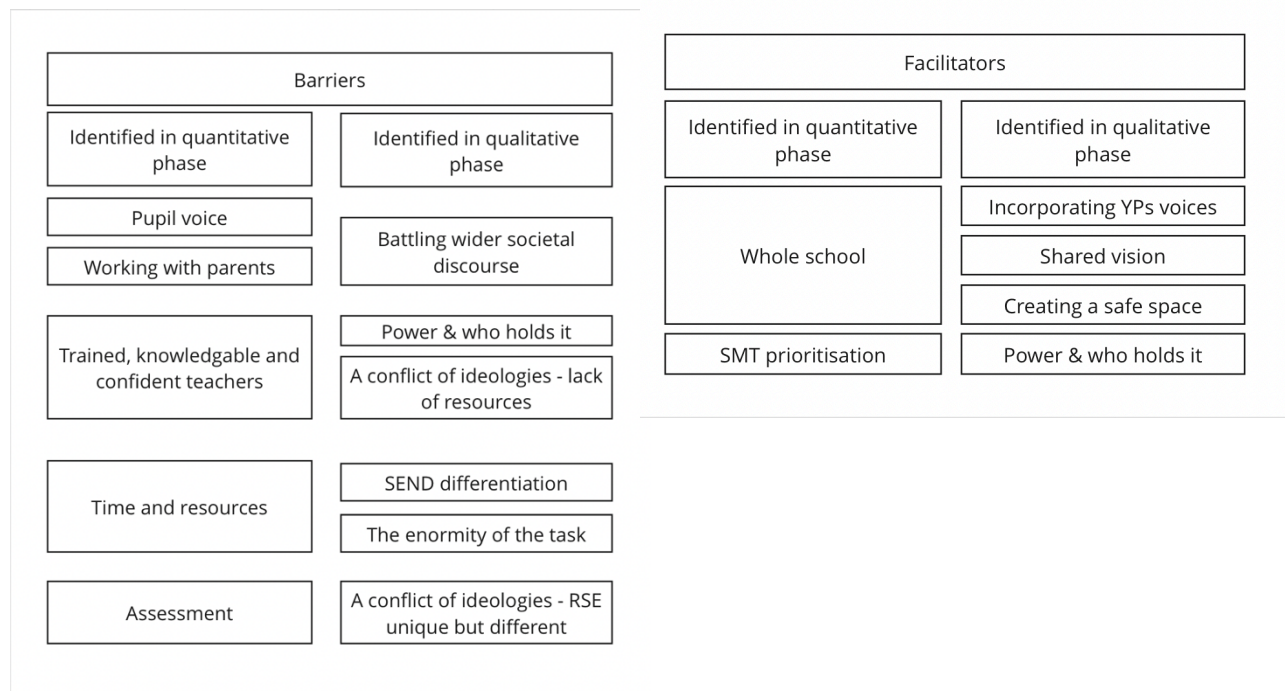 Barriers
Identified in quantitative
phase
Identified in qualitative
phase
Pupil voice
Working with parents
Battling wider societal
discourse
Trained, knowledgable and
confident teachers
Power & who holds it
A conflict of ideologies - lack
of resources
Time and resources
SEND differentiation
The enormity of the task
Assessment
A conflict of ideologies - RSE
unique but different
Facilitators
Identified in quantitative
phase
Identified in qualitative
phase
Whole school
Incorporating YPs voices
Shared vision
Creating a safe space
SMT prioritisation
Power & who holds it